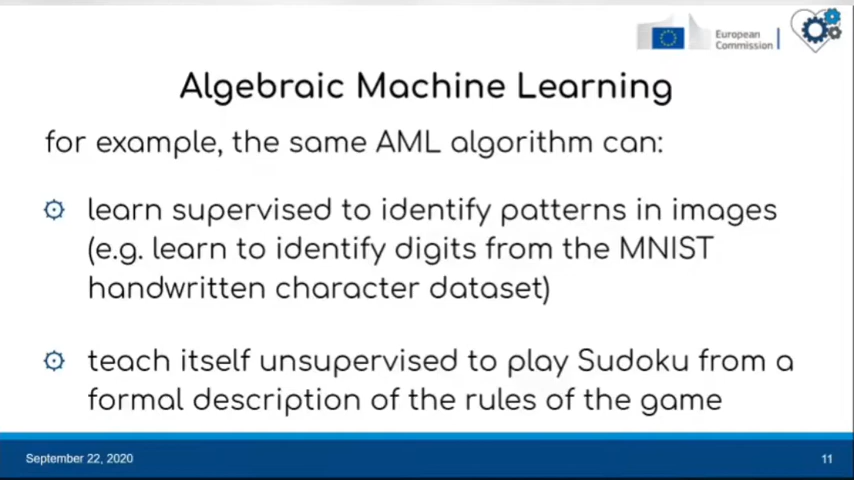 European
Commission
Algebraic Machine Learning
for example, the same AML algorithm can:
learn supervised to identify patterns in images
(e.g. learn to identify digits from the MNIST
handwritten character dataset)
teach itself unsupervised to play Sudoku from a
formal description of the rules of the game
September 22, 2020
11